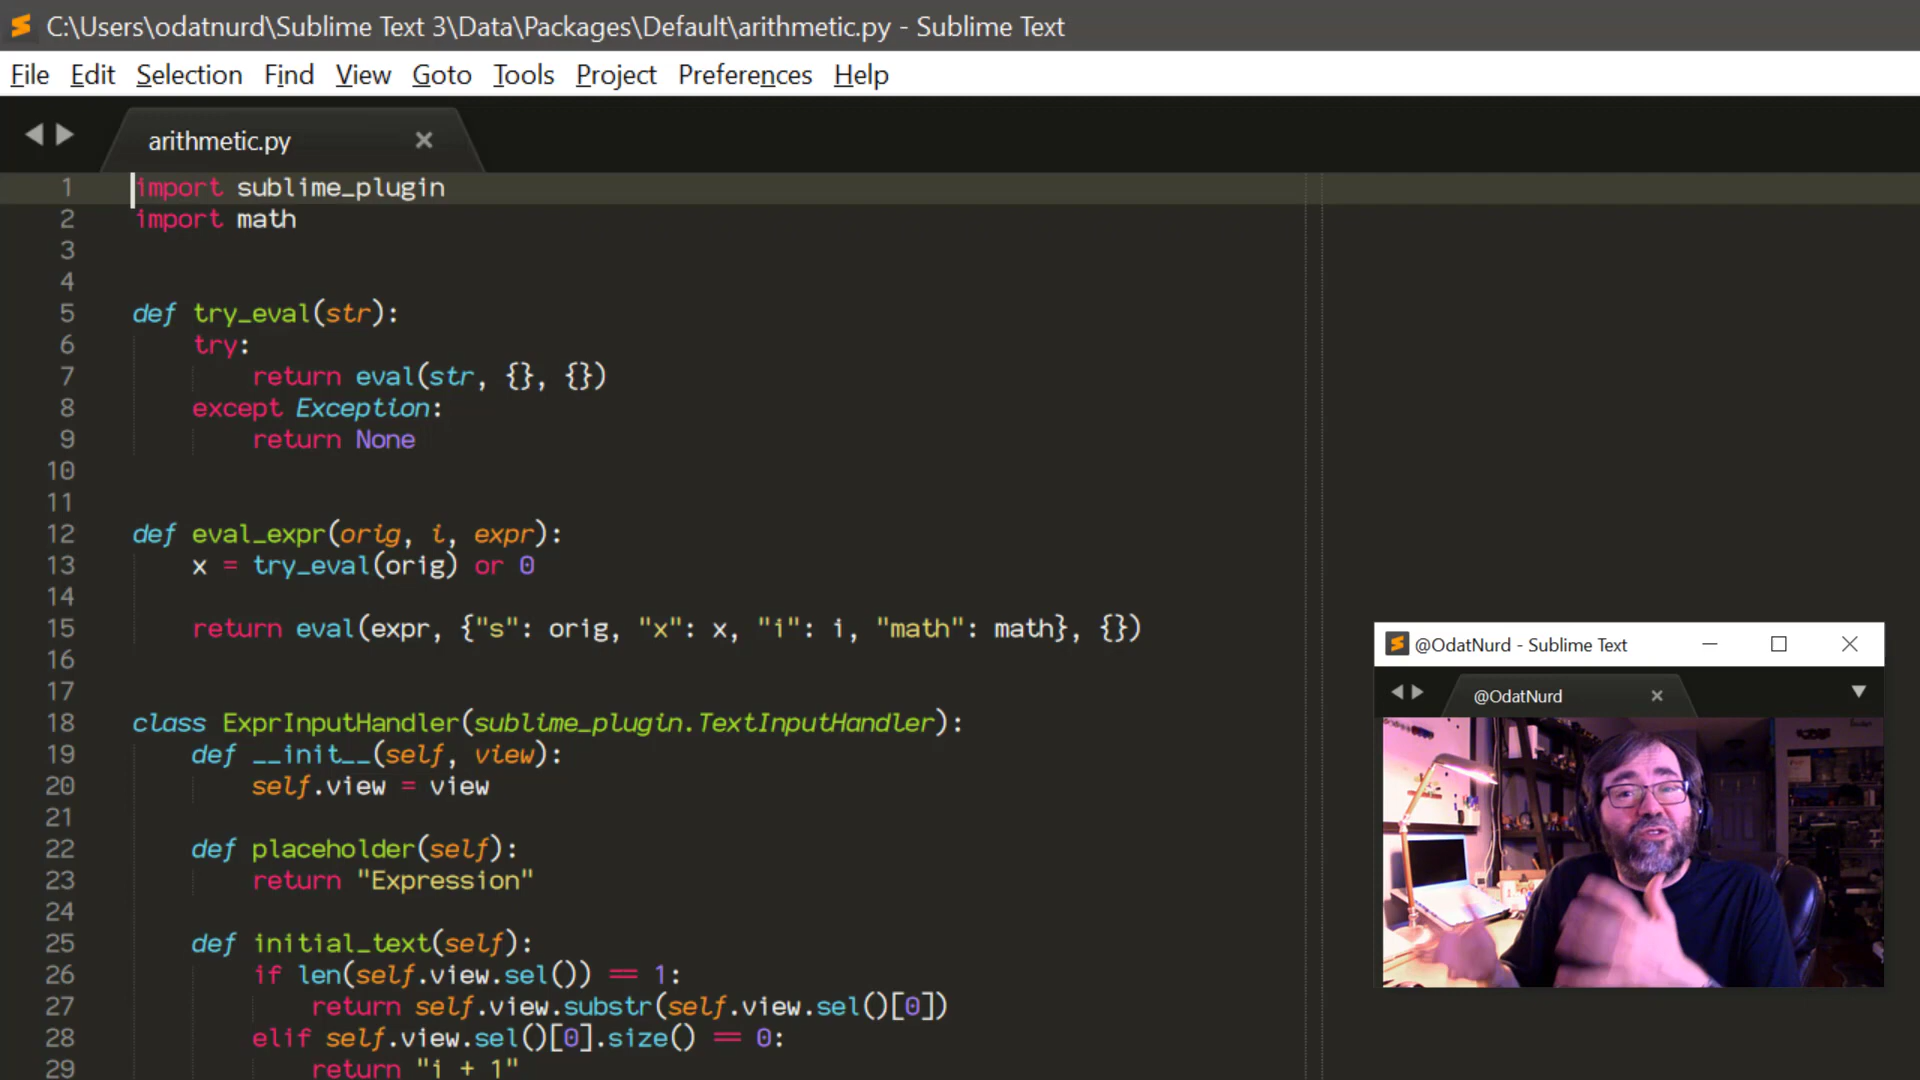 C:\Users\odatnurd\Sublime Text 3\Data\Packages\Default\arithmetic.py - Sublime Text
File Edit Selection Find View Goto Tools Project Preferences Help
arithmetic.py
1 import sublime_plugin
2 import math
3
4
5 def try_eval(str):
6 try:
7 return eval(str, {}, {})
8 except Exception:
9 return None
10
11
12 def eval_expr(orig, i, expr):
13 x = try_eval(orig) or 0
14
15 return eval(expr, {"s": orig, "x": x, "i": i, "math": math}, {})
16
17
18 class ExprInputHandler(sublime_plugin.TextInputHandler):
19 def __init__(self, view):
20 self.view = view
21
22 def placeholder(self):
23 return "Expression"
24
25 def initial_text(self):
26 if len(self.view.sel()) == 1:
27 return self.view.substr(self.view.sel()[0])
28 elif self.view.sel()[0].size() == 0:
29 return "i + 1"
@OdatNurd - Sublime Text
@OdatNurd